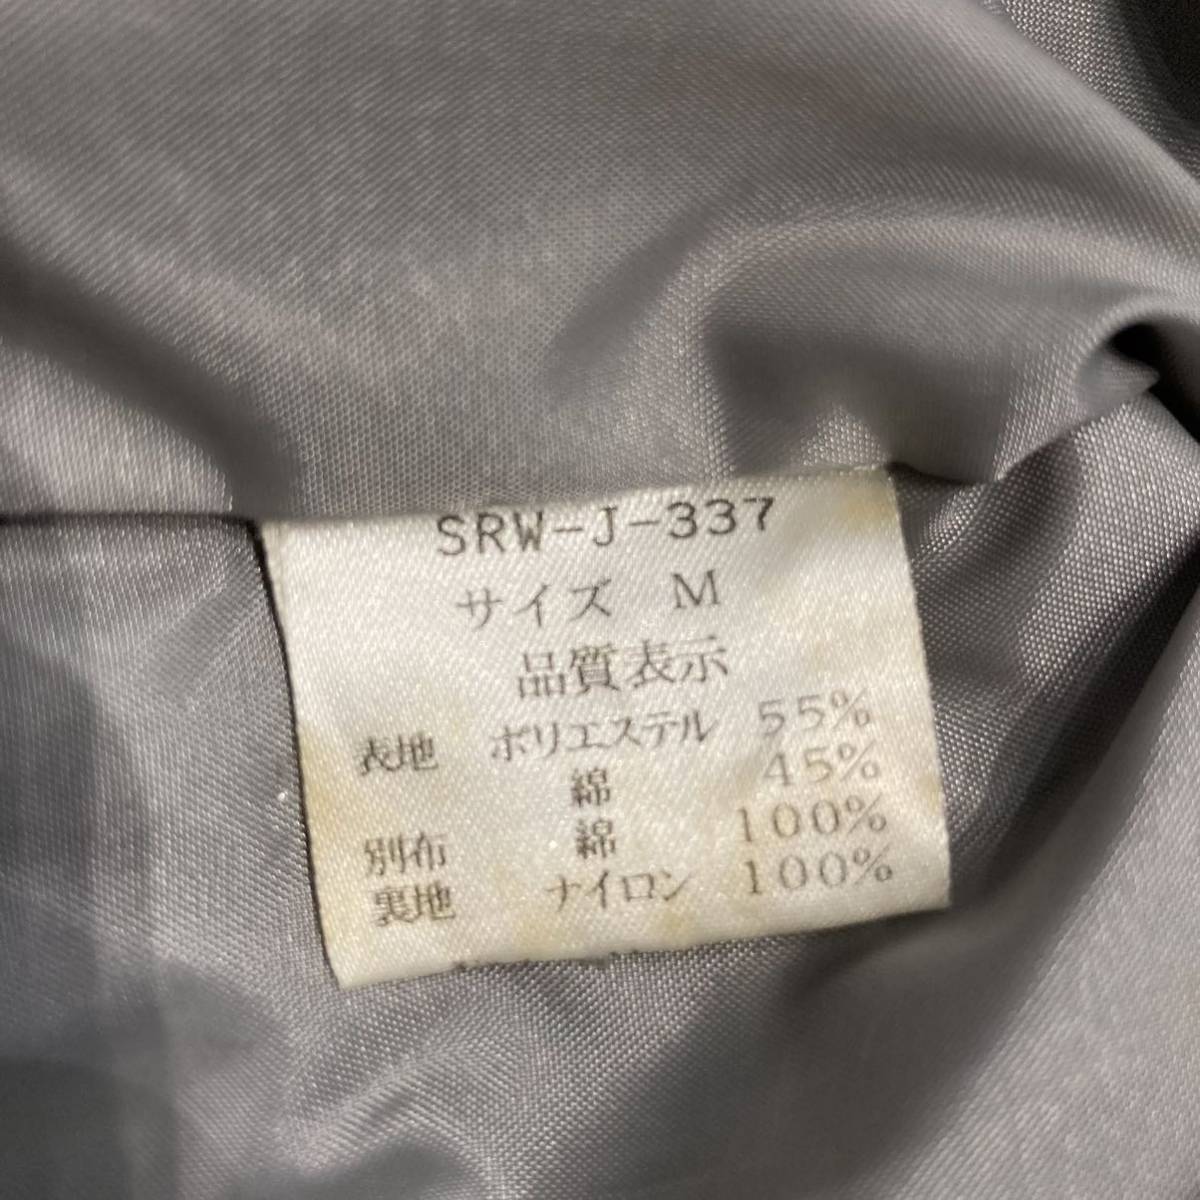 SRW-J-337
サイズ M
品質表示
表地 ポリエステル 55%
綿 45%
別布 綿 100%
裏地 ナイロン 100%